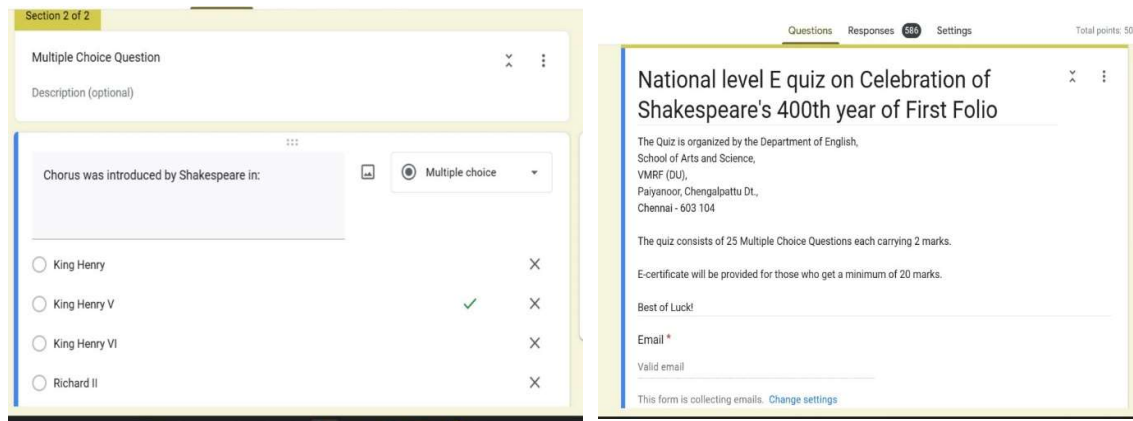 Section 2 of 2
Multiple Choice Question
Description (optional)
Chorus was introduced by Shakespeare in:
Multiple choice
King Henry
King Henry V
King Henry VI
Richard II
Questions Responses 586 Settings Total points: 50
National level E quiz on Celebration of
Shakespeare's 400th year of First Folio
The Quiz is organized by the Department of English,
School of Arts and Science,
VMRF (DU),
Paiyanoor, Chengalpattu Dt.,
Chennai - 603 104
The quiz consists of 25 Multiple Choice Questions each carrying 2 marks.
E-certificate will be provided for those who get a minimum of 20 marks.
Best of Luck!
Email *
Valid email
This form is collecting emails. Change settings